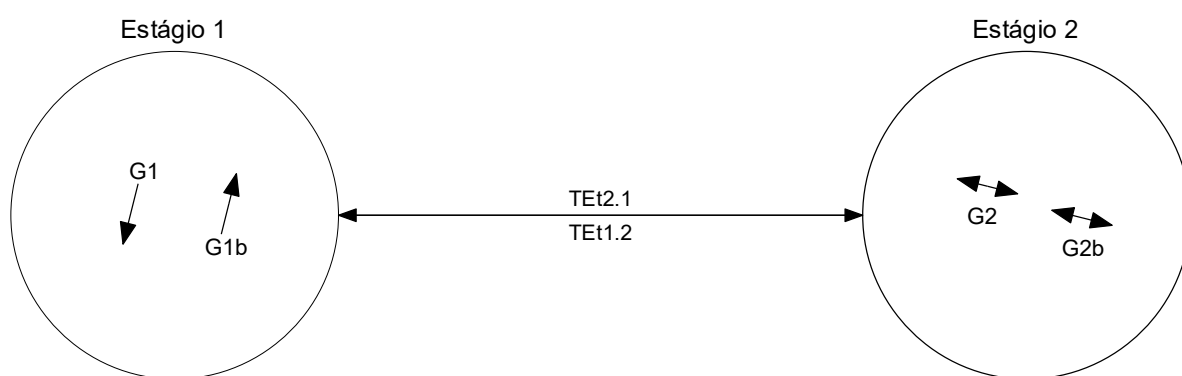 Estágio 1
Estágio 2
G1
G1b
TEt2.1
TEt1.2
G2
G2b